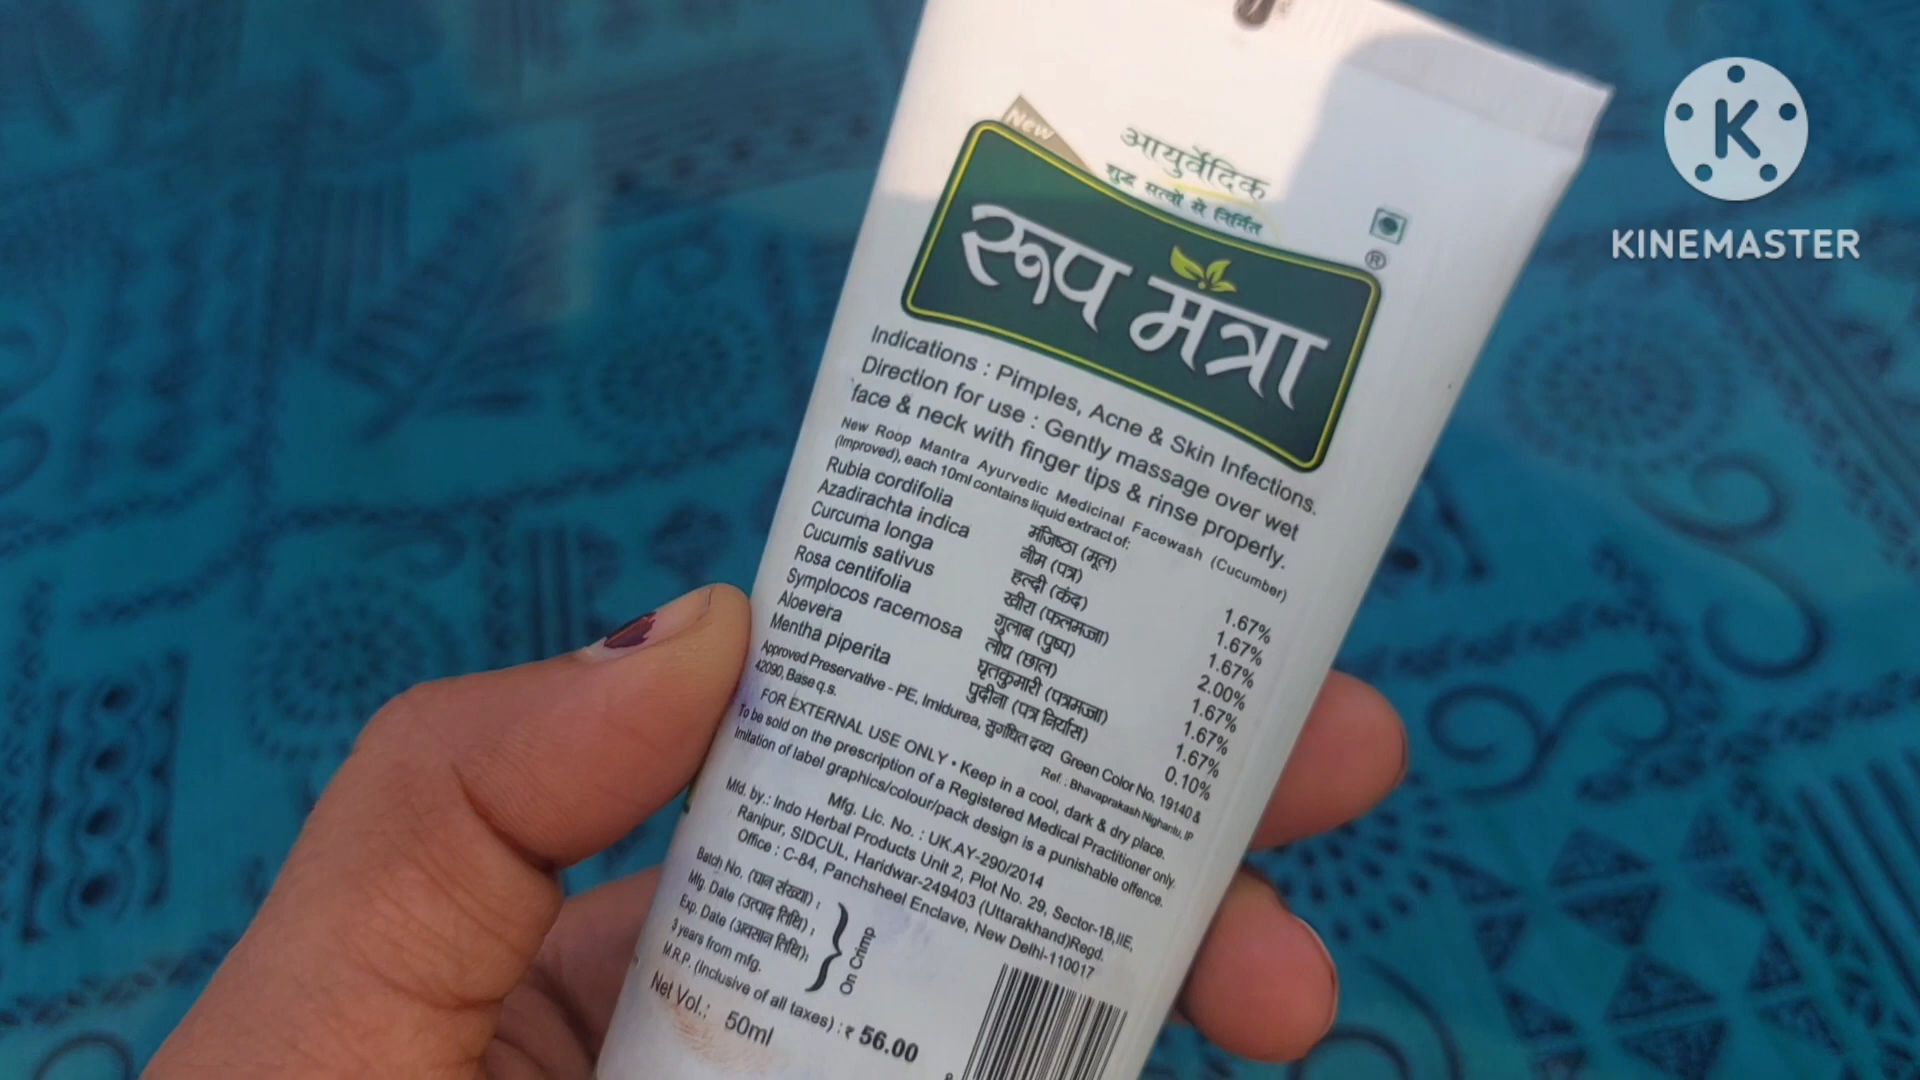 New
आयुर्वेदिक
शुद्ध सत्वों से निर्मित
रूप मंत्रा
®
K
KINEMASTER
Indications : Pimples, Acne & Skin Infections.
Direction for use : Gently massage over wet
face & neck with finger tips & rinse properly.
New Roop Mantra Ayurvedic Medicinal Facewash (Cucumber)
(Improved), each 10ml contains liquid extract of:
Rubia cordifolia मंजिष्ठा (मूल) 1.67%
Azadirachta indica नीम (पत्र) 1.67%
Curcuma longa हल्दी (कंद) 1.67%
Cucumis sativus खीरा (फलमज्जा) 2.00%
Rosa centifolia गुलाब (पुष्प) 1.67%
Symplocos racemosa लोध्र (छाल) 1.67%
Aloevera घृतकुमारी (पत्रमज्जा) 1.67%
Mentha piperita पुदीना (पत्र निर्यास) 0.10%
Approved Preservative - PE, Imidurea, सुगंधित द्रव्य Green Color No. 19140 &
42090, Base q.s. Ref. : Bhavaprakash Nighantu, IP
FOR EXTERNAL USE ONLY • Keep in a cool, dark & dry place.
To be sold on the prescription of a Registered Medical Practitioner only.
Imitation of label graphics/colour/pack design is a punishable offence.
Mfg. Lic. No. : UK.AY-290/2014
Mfd. by.: Indo Herbal Products Unit 2, Plot No. 29, Sector-1B,IIE,
Ranipur, SIDCUL, Haridwar-249403 (Uttarakhand)Regd.
Office : C-84, Panchsheel Enclave, New Delhi-110017
Batch No. (घान संख्या) :
Mfg. Date (उत्पाद तिथि) :
Exp. Date (अवसान तिथि):
3 years from mfg.
On Crimp
M.R.P. (Inclusive of all taxes) : ₹ 56.00
Net Vol.: 50ml
8